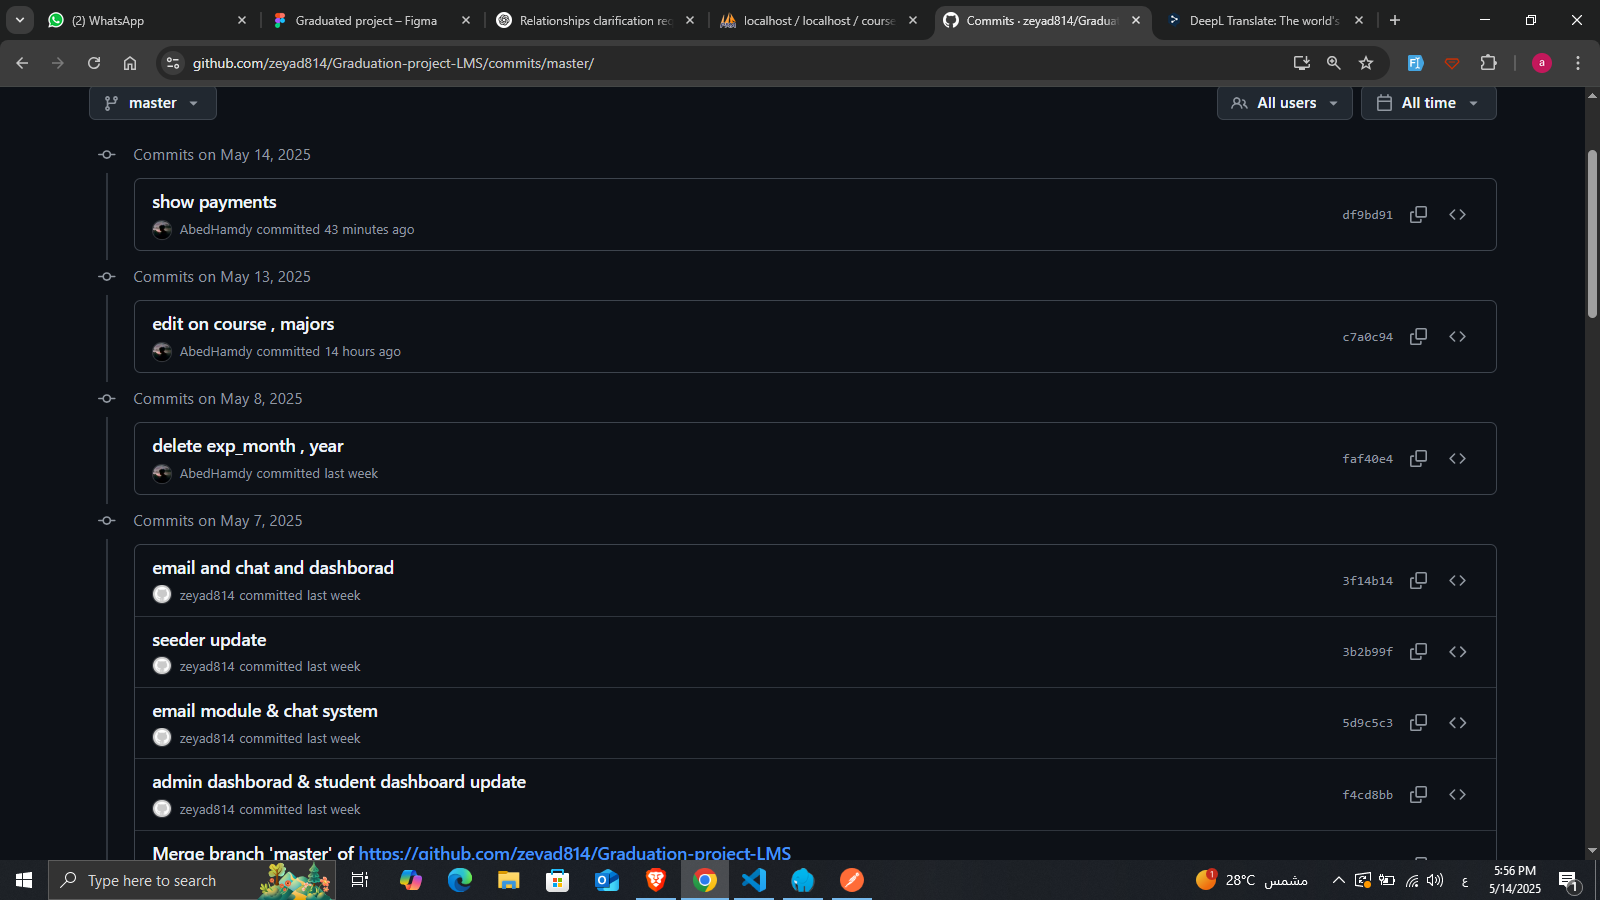 (2) WhatsApp
Graduated project – Figma
Relationships clarification req
localhost / localhost / course
Commits · zeyad814/Graduat
DeepL Translate: The world's
github.com/zeyad814/Graduation-project-LMS/commits/master/
a
master
All users
All time
Commits on May 14, 2025
show payments
AbedHamdy committed 43 minutes ago
df9bd91
Commits on May 13, 2025
edit on course , majors
AbedHamdy committed 14 hours ago
c7a0c94
Commits on May 8, 2025
delete exp_month , year
AbedHamdy committed last week
faf40e4
Commits on May 7, 2025
email and chat and dashborad
zeyad814 committed last week
3f14b14
seeder update
zeyad814 committed last week
3b2b99f
email module & chat system
zeyad814 committed last week
5d9c5c3
admin dashborad & student dashboard update
zeyad814 committed last week
f4cd8bb
Merge branch 'master' of https://github.com/zeyad814/Graduation-project-LMS
Type here to search
1
28°C مشمس
ع
5:56 PM
5/14/2025
1